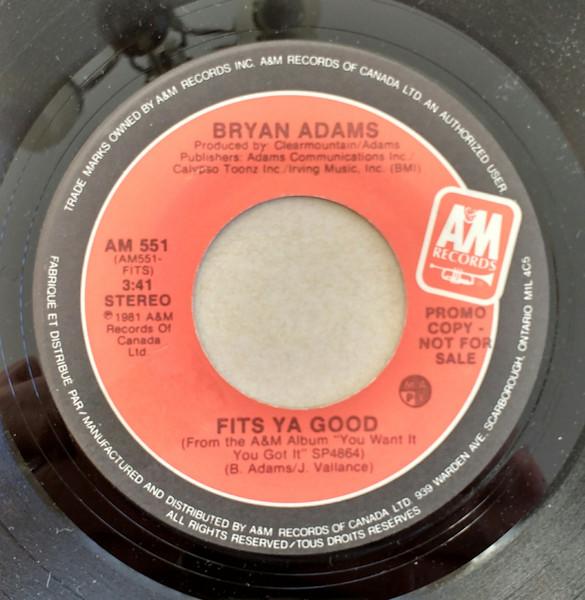 TRADE MARKS OWNED BY A&M RECORDS INC. A&M RECORDS OF CANADA LTD. AN AUTHORIZED USER.
BRYAN ADAMS
Produced by: Clearmountain/Adams
Publishers: Adams Communications Inc./
Calypso Toonz Inc./Irving Music, Inc. (BMI)
A&M
RECORDS
AM 551
(AM551-
FITS)
3:41
STEREO
℗1981 A&M
Records Of
Canada
Ltd.
PROMO
COPY -
NOT FOR
SALE
MAPL
FITS YA GOOD
(From the A&M Album "You Want It
You Got It" SP4864)
(B. Adams/J. Vallance)
FABRIQUÉ ET DISTRIBUÉ PAR/MANUFACTURED AND DISTRIBUTED BY A&M RECORDS OF CANADA LTD. 939 WARDEN AVE. SCARBOROUGH, ONTARIO M1L 4C5
ALL RIGHTS RESERVED/TOUS DROITS RESERVÉS